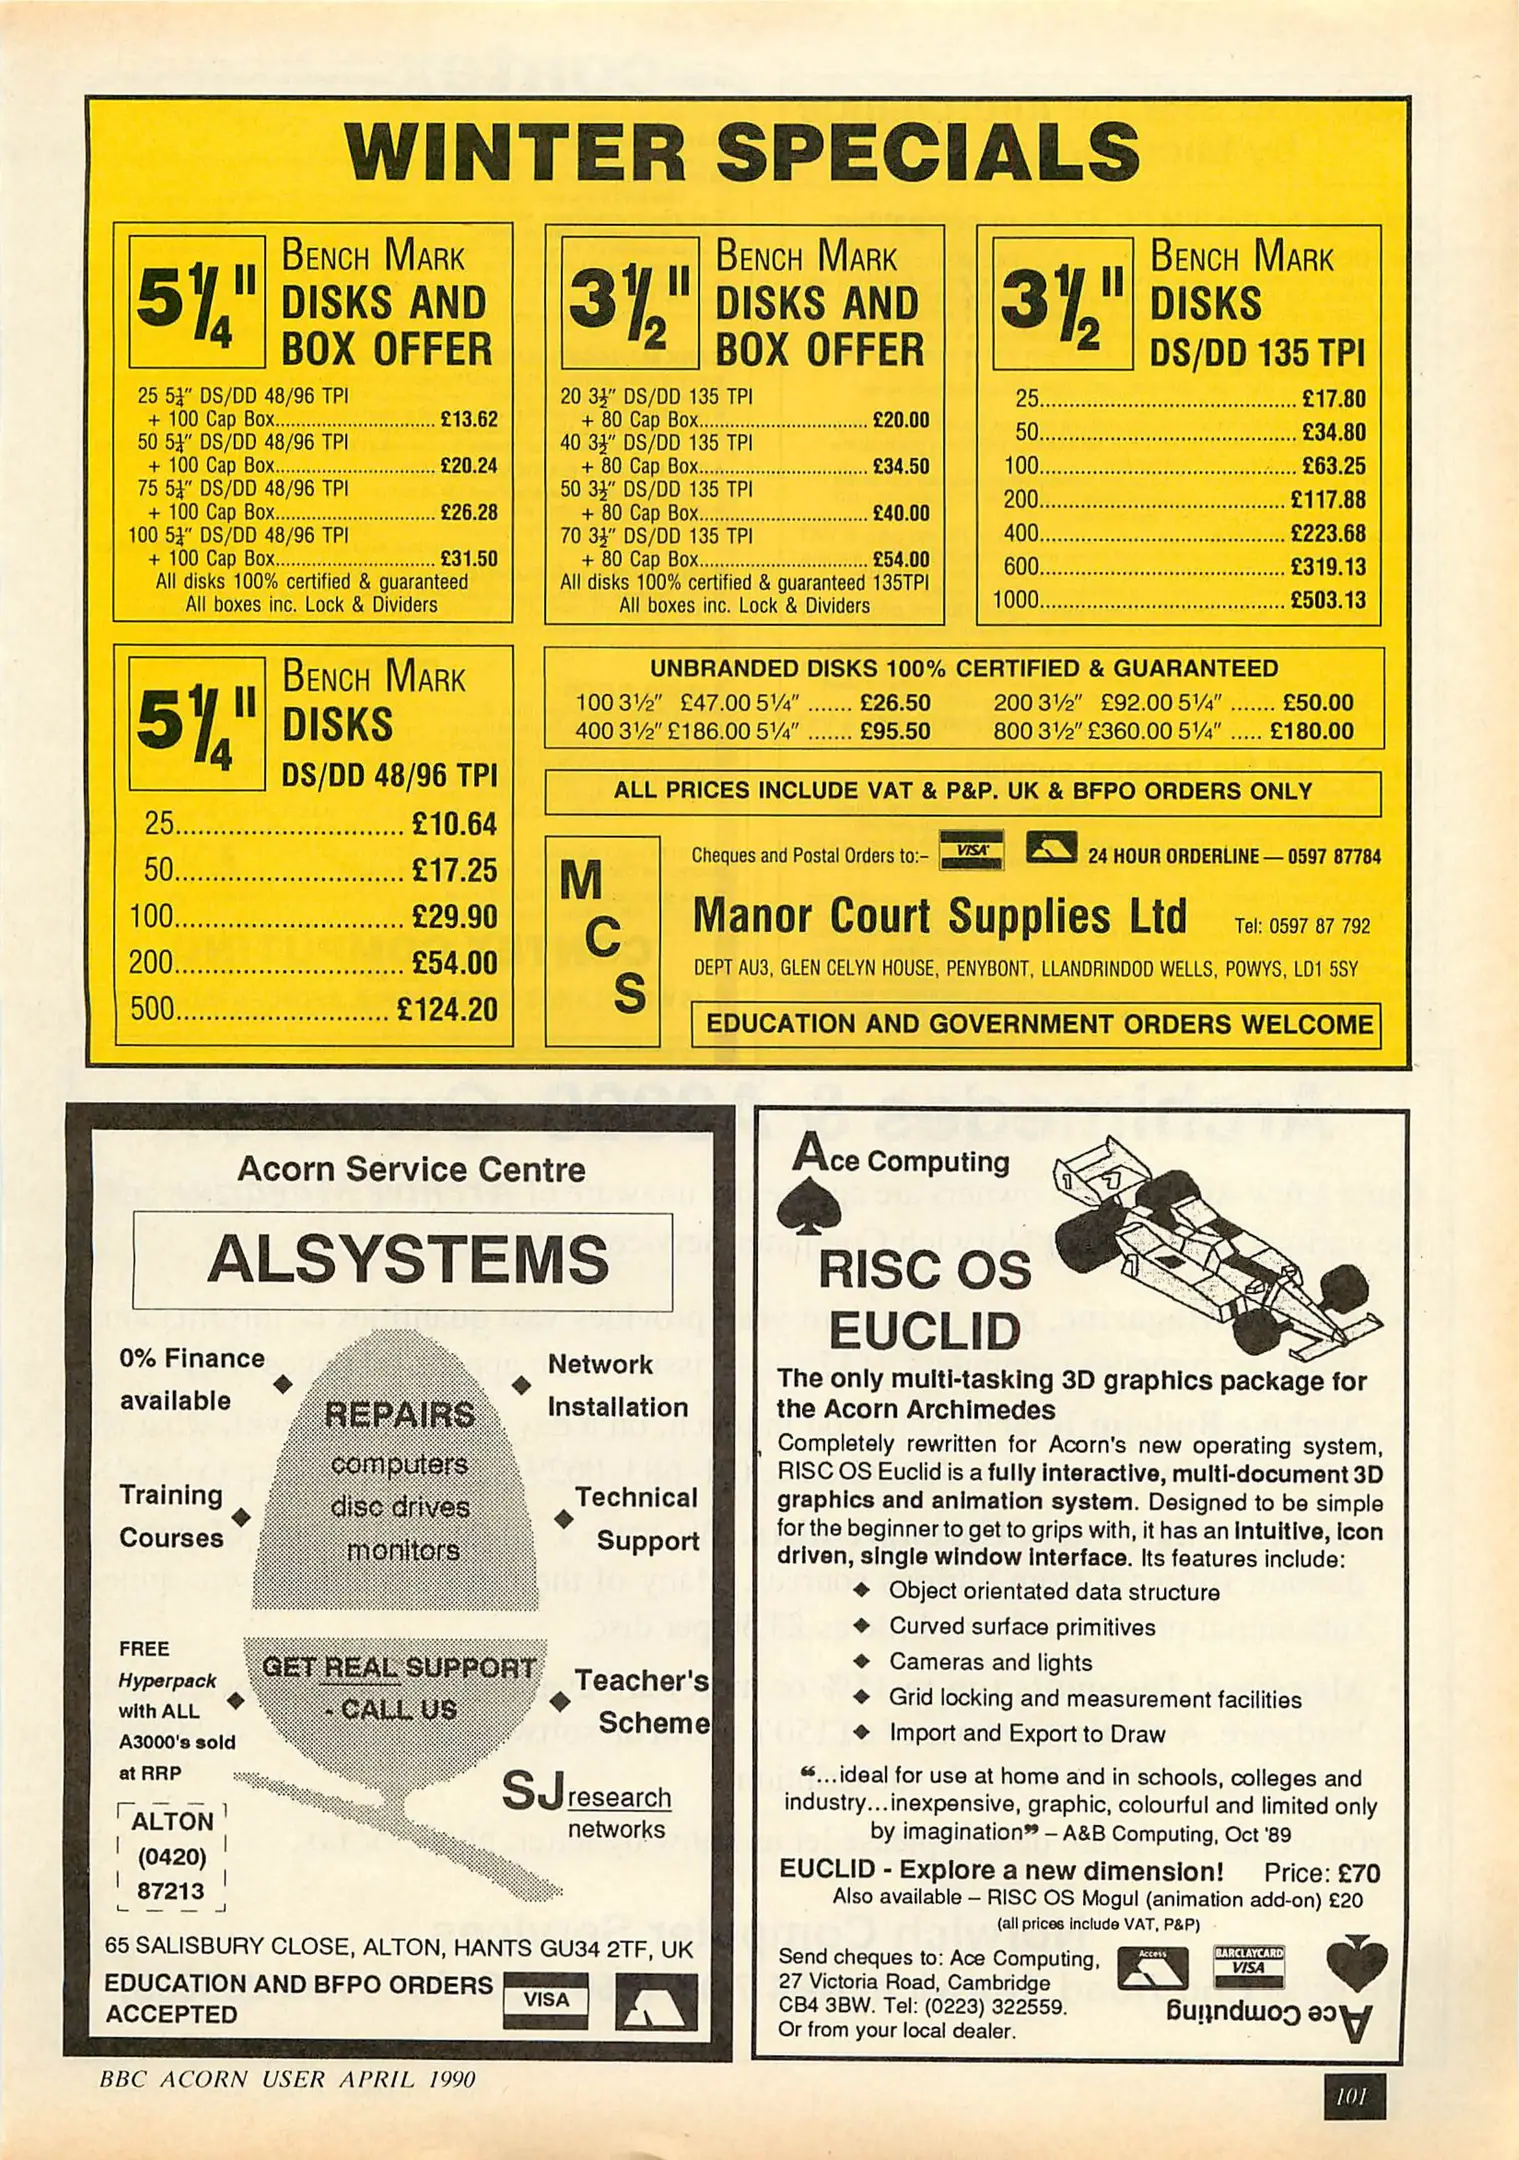 WINTER SPECIALS
5¼"
BENCH MARK
DISKS AND
BOX OFFER
25 5¼" DS/DD 48/96 TPI
+ 100 Cap Box............................... £13.62
50 5¼" DS/DD 48/96 TPI
+ 100 Cap Box............................... £20.24
75 5¼" DS/DD 48/96 TPI
+ 100 Cap Box............................... £26.28
100 5¼" DS/DD 48/96 TPI
+ 100 Cap Box............................... £31.50
All disks 100% certified & guaranteed
All boxes inc. Lock & Dividers
3½"
BENCH MARK
DISKS AND
BOX OFFER
20 3½" DS/DD 135 TPI
+ 80 Cap Box................................ £20.00
40 3½" DS/DD 135 TPI
+ 80 Cap Box................................ £34.50
50 3½" DS/DD 135 TPI
+ 80 Cap Box................................ £40.00
70 3½" DS/DD 135 TPI
+ 80 Cap Box................................ £54.00
All disks 100% certified & guaranteed 135TPI
All boxes inc. Lock & Dividers
3½"
BENCH MARK
DISKS
DS/DD 135 TPI
25.......................................... £17.80
50.......................................... £34.80
100.......................................... £63.25
200........................................ £117.88
400........................................ £223.68
600........................................ £319.13
1000........................................ £503.13
5¼"
BENCH MARK
DISKS
DS/DD 48/96 TPI
25............................. £10.64
50............................. £17.25
100............................. £29.90
200............................. £54.00
500........................... £124.20
UNBRANDED DISKS 100% CERTIFIED & GUARANTEED
100 3½" £47.00 5¼" ....... £26.50 200 3½" £92.00 5¼" ....... £50.00
400 3½" £186.00 5¼" ....... £95.50 800 3½" £360.00 5¼" ..... £180.00
ALL PRICES INCLUDE VAT & P&P. UK & BFPO ORDERS ONLY
M
C
S
Cheques and Postal Orders to:- VISA 24 HOUR ORDERLINE — 0597 87784
Manor Court Supplies Ltd Tel: 0597 87 792
DEPT AU3, GLEN CELYN HOUSE, PENYBONT, LLANDRINDOD WELLS, POWYS, LD1 5SY
EDUCATION AND GOVERNMENT ORDERS WELCOME
Acorn Service Centre
ALSYSTEMS
0% Finance
available
Network
Installation
REPAIRS
computers
disc drives
monitors
Training
Courses
Technical
Support
FREE
Hyperpack
with ALL
A3000's sold
at RRP
GET REAL SUPPORT
- CALL US
Teacher's
Scheme
SJ research
networks
ALTON
(0420)
87213
65 SALISBURY CLOSE, ALTON, HANTS GU34 2TF, UK
EDUCATION AND BFPO ORDERS
ACCEPTED
VISA
Ace Computing
RISC OS
EUCLID
17
The only multi-tasking 3D graphics package for
the Acorn Archimedes
Completely rewritten for Acorn's new operating system,
RISC OS Euclid is a fully interactive, multi-document 3D
graphics and animation system. Designed to be simple
for the beginner to get to grips with, it has an intuitive, icon
driven, single window interface. Its features include:
◆ Object orientated data structure
◆ Curved surface primitives
◆ Cameras and lights
◆ Grid locking and measurement facilities
◆ Import and Export to Draw
“...ideal for use at home and in schools, colleges and
industry...inexpensive, graphic, colourful and limited only
by imagination” – A&B Computing, Oct '89
EUCLID - Explore a new dimension! Price: £70
Also available – RISC OS Mogul (animation add-on) £20
(all prices include VAT, P&P)
Send cheques to: Ace Computing,
27 Victoria Road, Cambridge
CB4 3BW. Tel: (0223) 322559.
Or from your local dealer.
Access
BARCLAYCARD
VISA
Ace Computing
BBC ACORN USER APRIL 1990
101